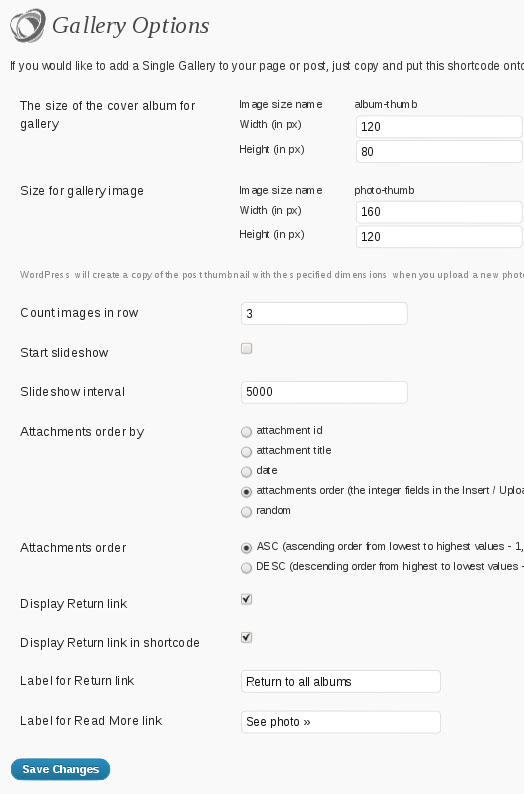 Gallery Options
If you would like to add a Single Gallery to your page or post, just copy and put this shortcode onto
The size of the cover album for gallery
Image size name album-thumb
Width (in px) 120
Height (in px) 80
Size for gallery image
Image size name photo-thumb
Width (in px) 160
Height (in px) 120
WordPress will create a copy of the post thumbnail with the specified dimensions when you upload a new
Count images in row 3
Start slideshow
Slideshow interval 5000
Attachments order by
attachment id
attachment title
date
attachments order (the integer fields in the Insert /
random
Attachments order
ASC (ascending order from lowest to highest values - 1,
DESC (descending order from highest to lowest values -
Display Return link
Display Return link in shortcode
Label for Return link Return to all albums
Label for Read More link See photo »
Save Changes